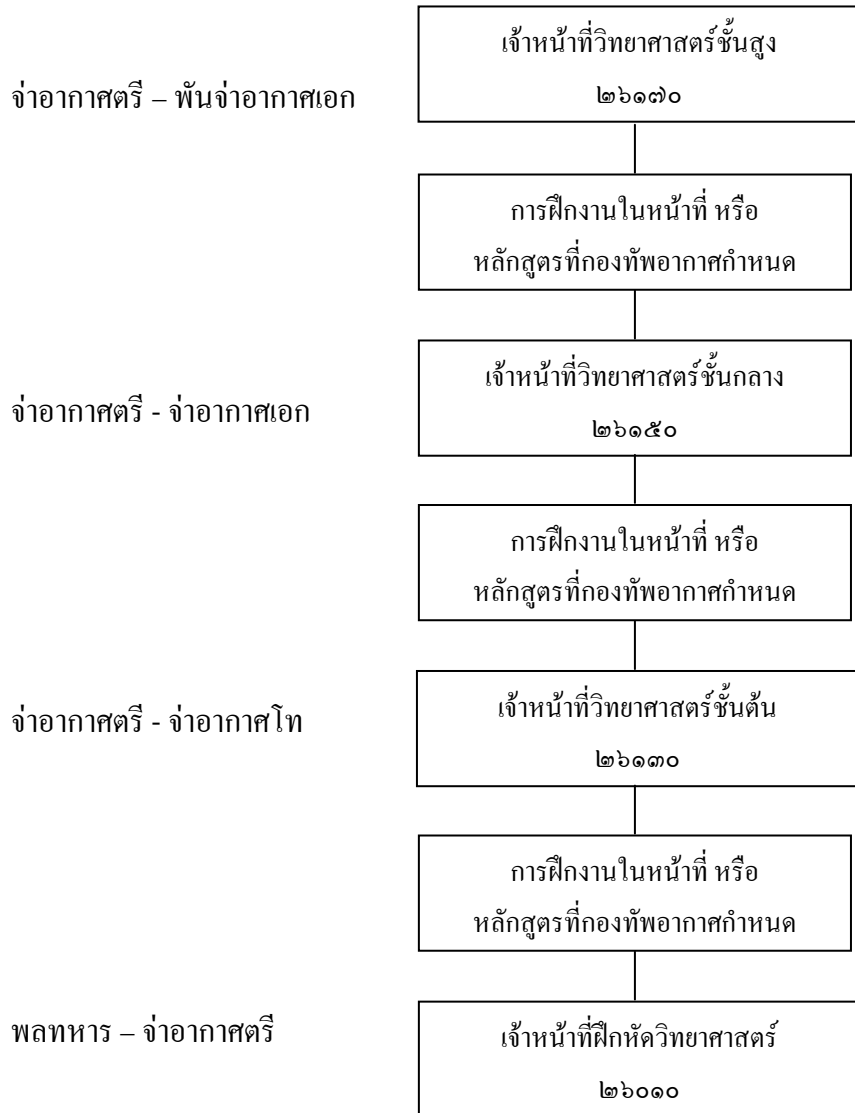 เจ้าหน้าที่วิทยาศาสตร์ชั้นสูง
จ่าอากาศตรี – พันจ่าอากาศเอก
๒๖๑๗๐
การฝึกงานในหน้าที่ หรือ
หลักสูตรที่กองทัพอากาศกำหนด
เจ้าหน้าที่วิทยาศาสตร์ชั้นกลาง
จ่าอากาศตรี - จ่าอากาศเอก
๒๖๑๕๐
การฝึกงานในหน้าที่ หรือ
หลักสูตรที่กองทัพอากาศกำหนด
เจ้าหน้าที่วิทยาศาสตร์ชั้นต้น
จ่าอากาศตรี - จ่าอากาศโท
๒๖๑๓๐
การฝึกงานในหน้าที่ หรือ
หลักสูตรที่กองทัพอากาศกำหนด
พลทหาร – จ่าอากาศตรี
เจ้าหน้าที่ฝึกหัดวิทยาศาสตร์
๒๖๐๑๐